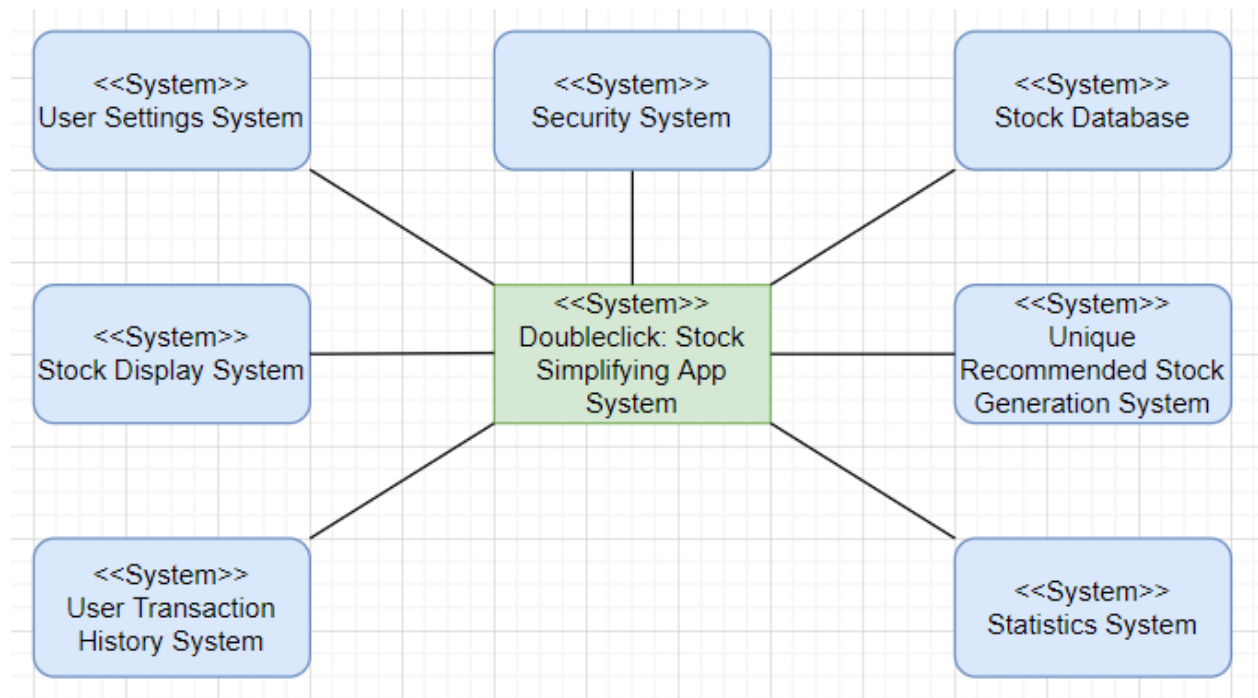 <<System>>
User Settings System
<<System>>
Security System
<<System>>
Stock Database
<<System>>
Stock Display System
<<System>>
Doubleclick: Stock
Simplifying App
System
<<System>>
Unique
Recommended Stock
Generation System
<<System>>
User Transaction
History System
<<System>>
Statistics System